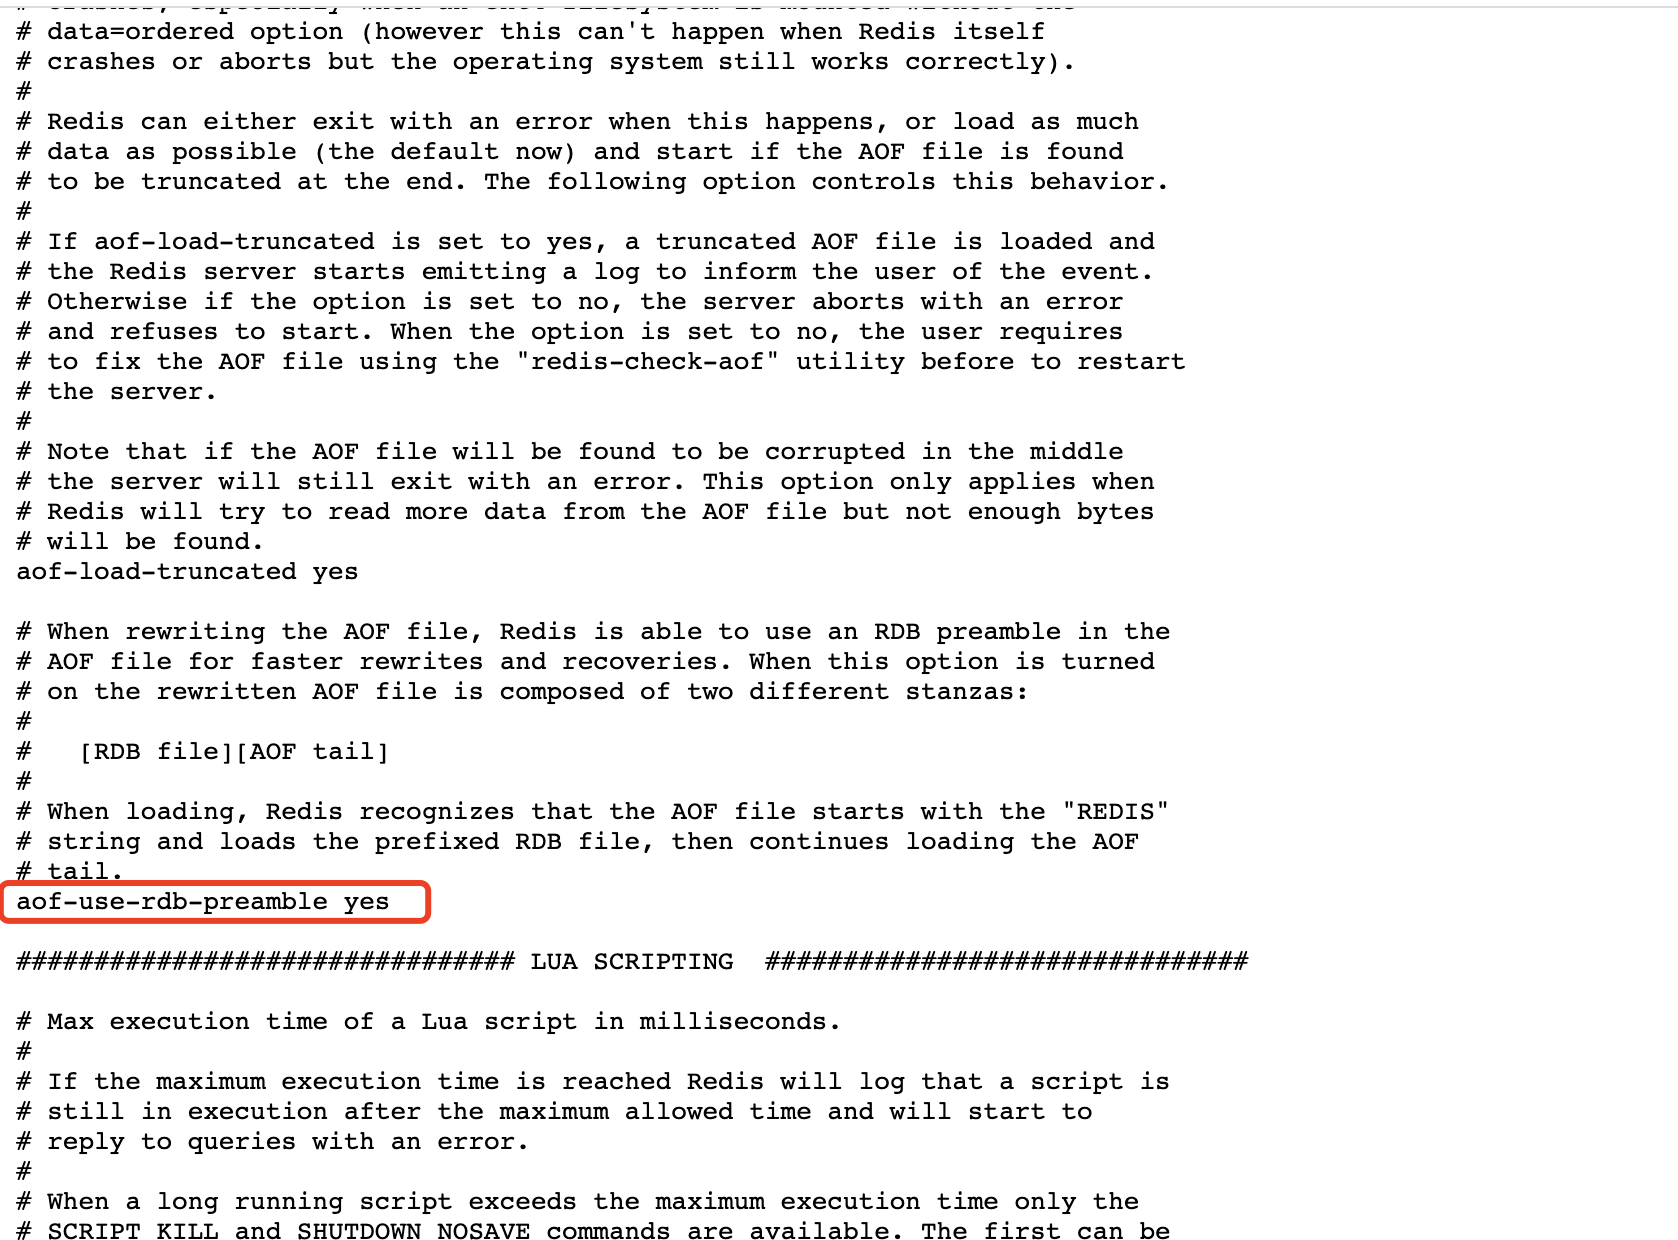 # data=ordered option (however this can't happen when Redis itself
# crashes or aborts but the operating system still works correctly).
#
# Redis can either exit with an error when this happens, or load as much
# data as possible (the default now) and start if the AOF file is found
# to be truncated at the end. The following option controls this behavior.
#
# If aof-load-truncated is set to yes, a truncated AOF file is loaded and
# the Redis server starts emitting a log to inform the user of the event.
# Otherwise if the option is set to no, the server aborts with an error
# and refuses to start. When the option is set to no, the user requires
# to fix the AOF file using the "redis-check-aof" utility before to restart
# the server.
#
# Note that if the AOF file will be found to be corrupted in the middle
# the server will still exit with an error. This option only applies when
# Redis will try to read more data from the AOF file but not enough bytes
# will be found.
aof-load-truncated yes

# When rewriting the AOF file, Redis is able to use an RDB preamble in the
# AOF file for faster rewrites and recoveries. When this option is turned
# on the rewritten AOF file is composed of two different stanzas:
#
#   [RDB file][AOF tail]
#
# When loading, Redis recognizes that the AOF file starts with the "REDIS"
# string and loads the prefixed RDB file, then continues loading the AOF
# tail.
aof-use-rdb-preamble yes

################################ LUA SCRIPTING  ###############################

# Max execution time of a Lua script in milliseconds.
#
# If the maximum execution time is reached Redis will log that a script is
# still in execution after the maximum allowed time and will start to
# reply to queries with an error.
#
# When a long running script exceeds the maximum execution time only the
# SCRIPT KILL and SHUTDOWN NOSAVE commands are available. The first can be